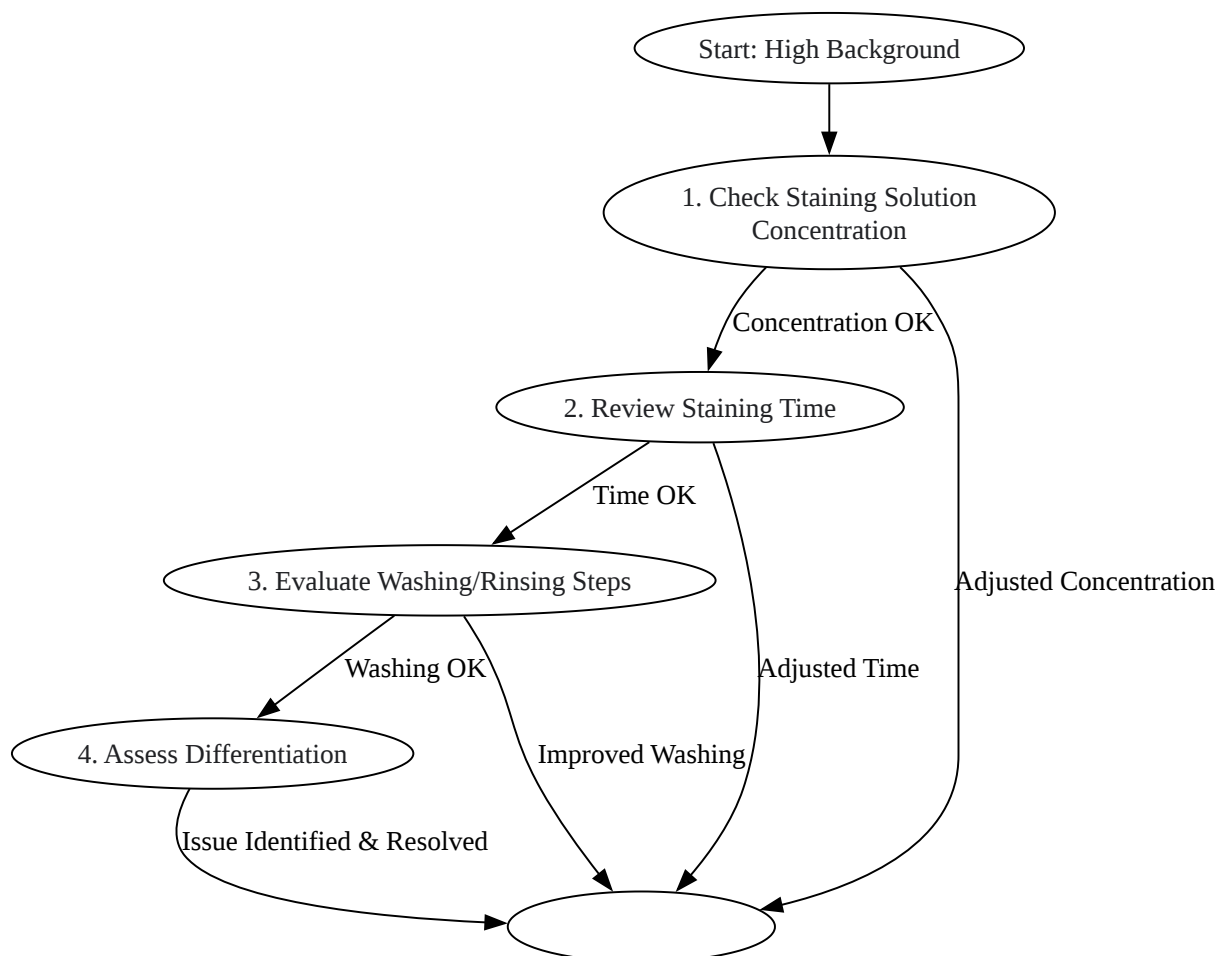 Start: High Background
1. Check Staining Solution
Concentration
Concentration OK
2. Review Staining Time
Time OK
3. Evaluate Washing/Rinsing Steps
Adjusted Concentration
Washing OK
Adjusted Time
4. Assess Differentiation
Improved Washing
Issue Identified & Resolved